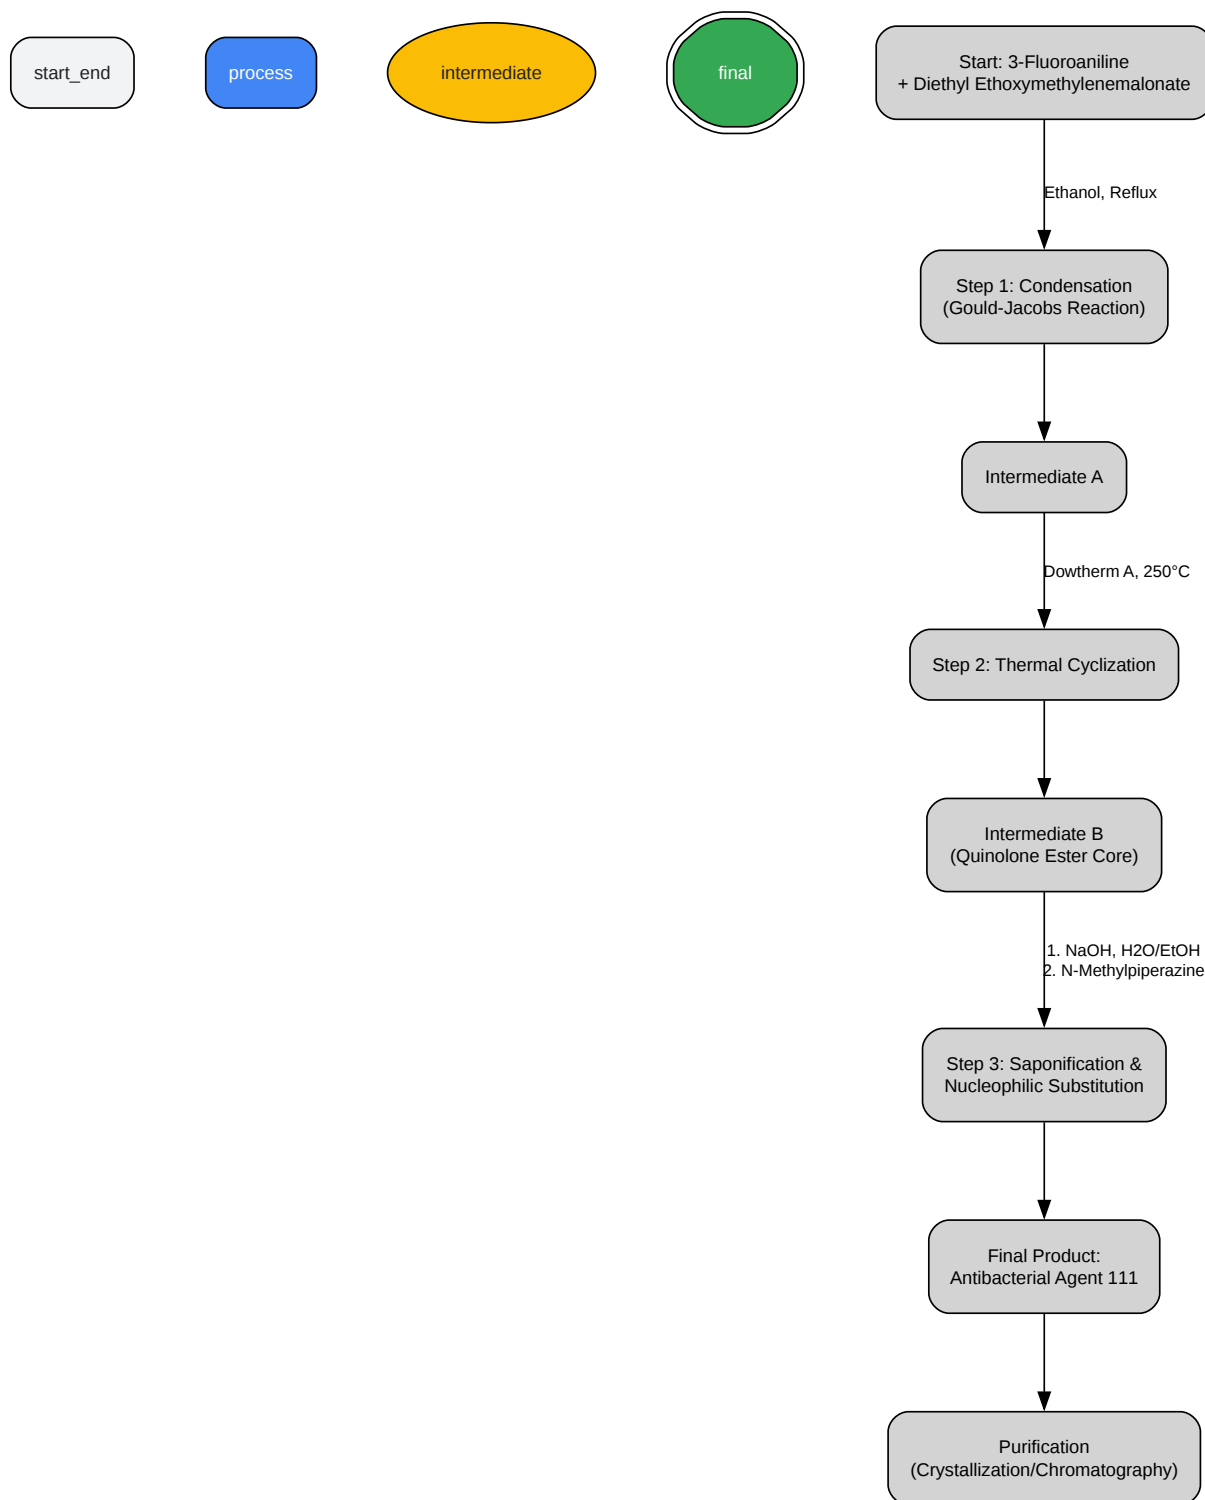 start_end
process
intermediate
final
Start: 3-Fluoroaniline
+ Diethyl Ethoxymethylenemalonate
Ethanol, Reflux
Step 1: Condensation
(Gould-Jacobs Reaction)
Intermediate A
Dowtherm A, 250°C
Step 2: Thermal Cyclization
Intermediate B
(Quinolone Ester Core)
1. NaOH, H2O/EtOH
2. N-Methylpiperazine
Step 3: Saponification &
Nucleophilic Substitution
Final Product:
Antibacterial Agent 111
Purification
(Crystallization/Chromatography)